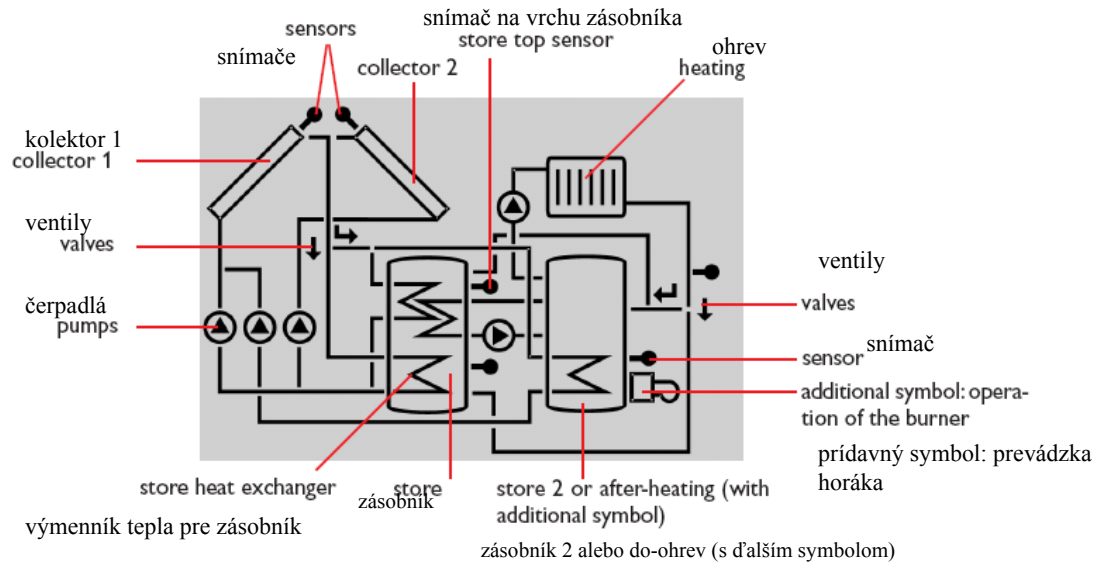 snímač na vrchu zásobníka
sensors
store top sensor
snímače
collector 2
ohrev
heating
kolektor 1
collector 1
ventily
valves
ventily
valves
čerpadlá
pumps
snímač
sensor
additional symbol: opera-
tion of the burner
prídavný symbol: prevádzka
horáka
store heat exchanger
store
zásobník
store 2 or after-heating (with
additional symbol)
výmenník tepla pre zásobník
zásobník 2 alebo do-ohrev (s ďalším symbolom)